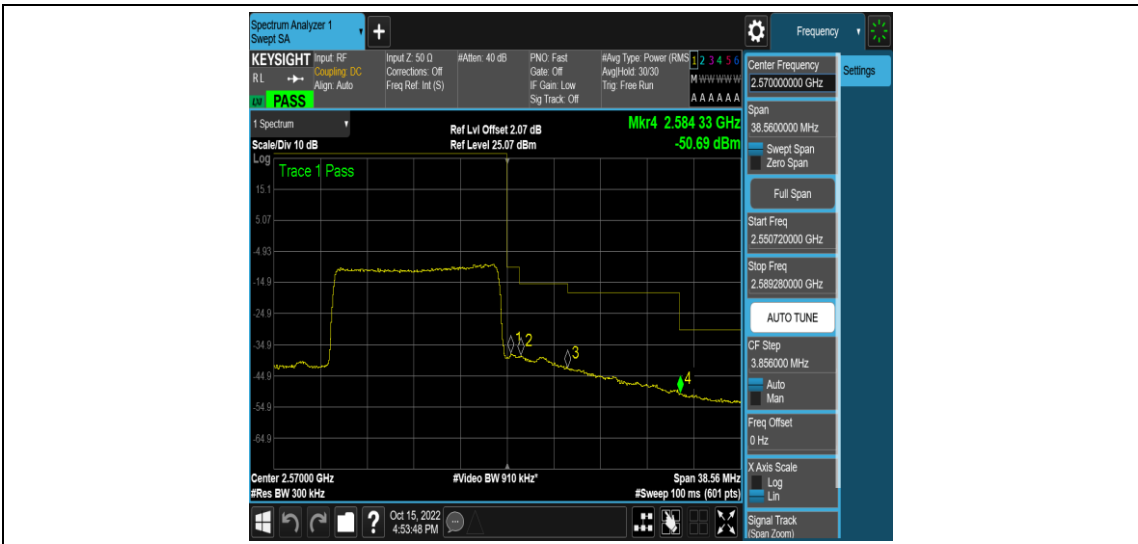 Spectrum Analyzer 1
Swept SA
Frequency
KEYSIGHT
RL
Input: RF
Coupling: DC
Align: Auto
Input Z: 50 Ω
Corrections: Off
Freq Ref: Int (S)
#Atten: 40 dB
PNO: Fast
Gate: Off
IF Gain: Low
Sig Track: Off
#Avg Type: Power (RMS
Avg|Hold: 30/30
Trig: Free Run
1 2 3 4 5 6
M W W W W W
A A A A A A
LXI PASS
1 Spectrum
Scale/Div 10 dB
Ref Lvl Offset 2.07 dB
Ref Level 25.07 dBm
Mkr4 2.584 33 GHz
-50.69 dBm
Log
Trace 1 Pass
15.1
5.07
-4.93
-14.9
-24.9
-34.9
-44.9
-54.9
-64.9
1
2
3
4
Center 2.57000 GHz
#Res BW 300 kHz
#Video BW 910 kHz*
Span 38.56 MHz
#Sweep 100 ms (601 pts)
Center Frequency
2.570000000 GHz
Settings
Span
38.5600000 MHz
Swept Span
Zero Span
Full Span
Start Freq
2.550720000 GHz
Stop Freq
2.589280000 GHz
AUTO TUNE
CF Step
3.856000 MHz
Auto
Man
Freq Offset
0 Hz
X Axis Scale
Log
Lin
Signal Track
(Span Zoom)
?
Oct 15, 2022
4:53:48 PM